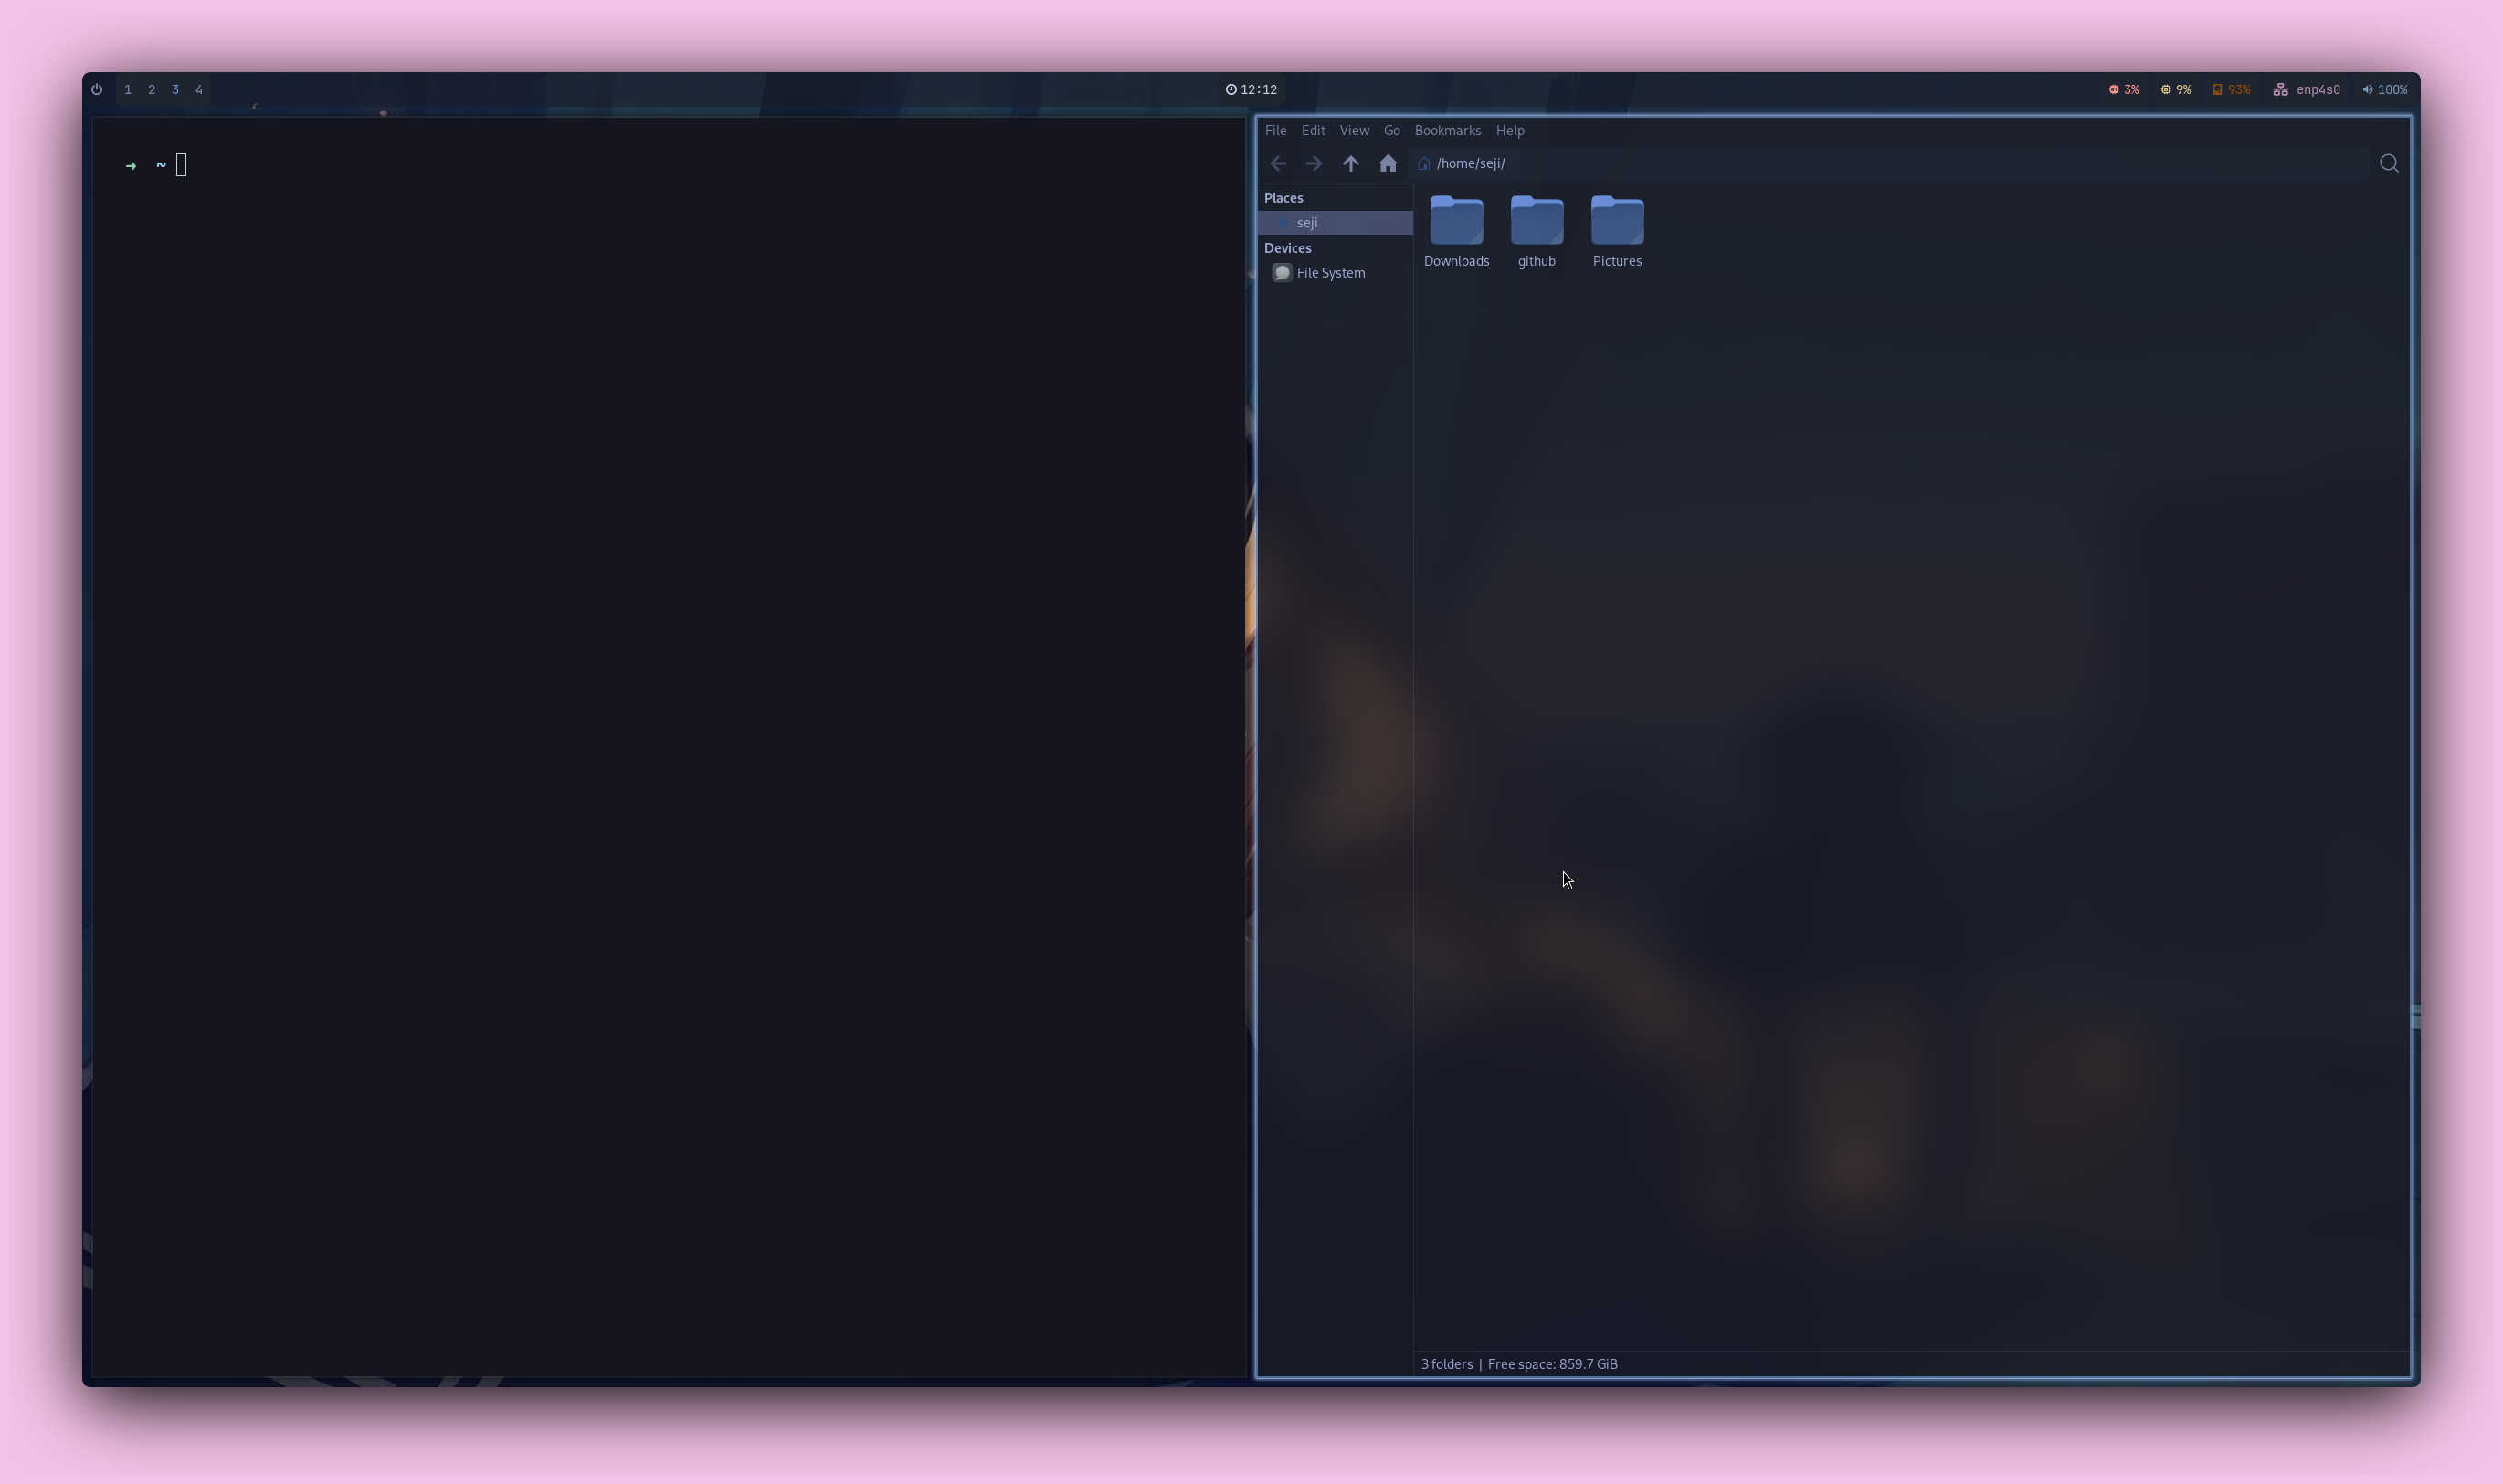 1 2 3 4 12:12 3% 9% 93% enp4s0 100%
➜ ~
File Edit View Go Bookmarks Help
/home/seji/
Places
seji
Devices
File System
Downloads github Pictures
3 folders | Free space: 859.7 GiB